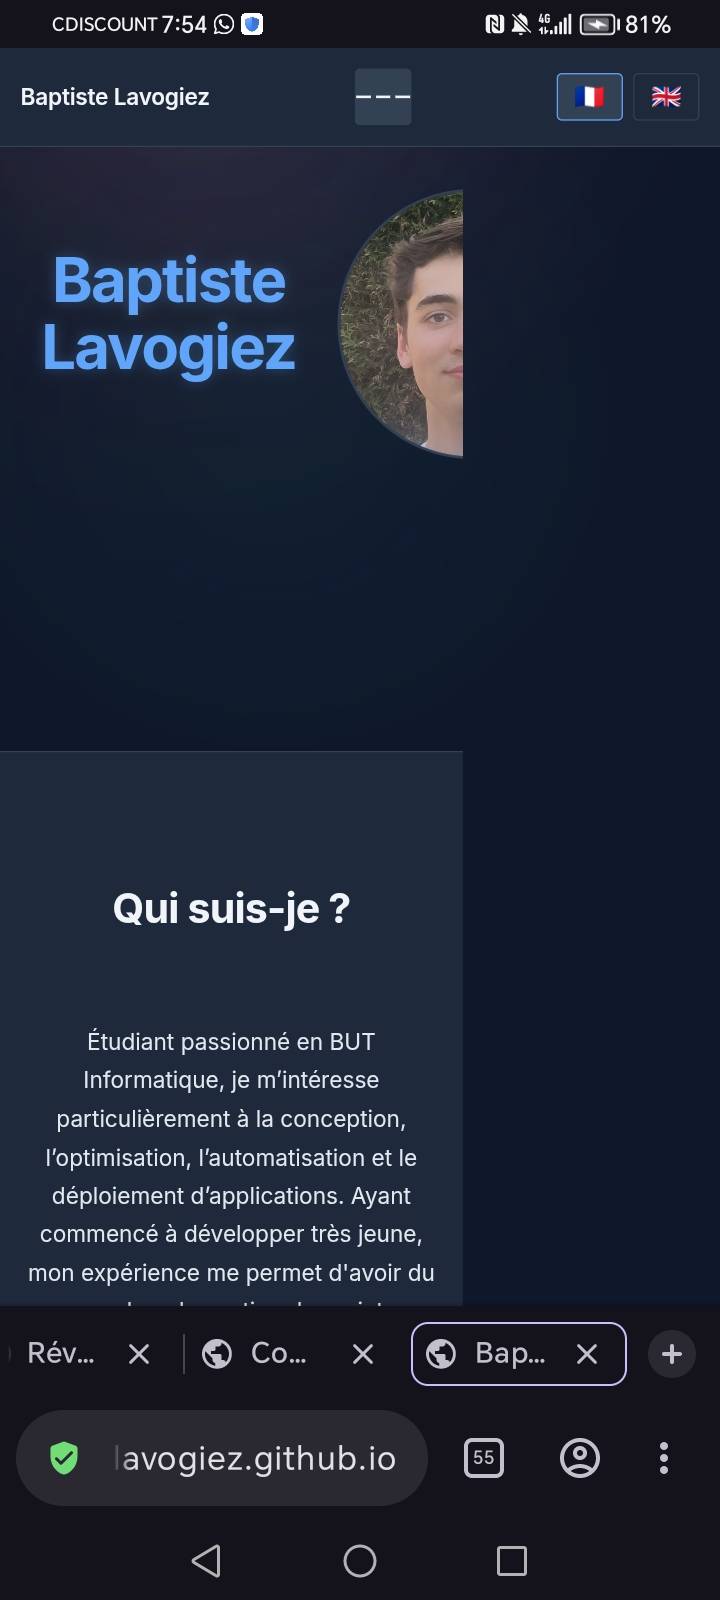 CDISCOUNT 7:54 81%
4G
Baptiste Lavogiez
Baptiste
Lavogiez
Qui suis-je ?
Étudiant passionné en BUT
Informatique, je m’intéresse
particulièrement à la conception,
l’optimisation, l’automatisation et le
déploiement d’applications. Ayant
commencé à développer très jeune,
mon expérience me permet d'avoir du
Rév... Co... Bap...
lavogiez.github.io 55